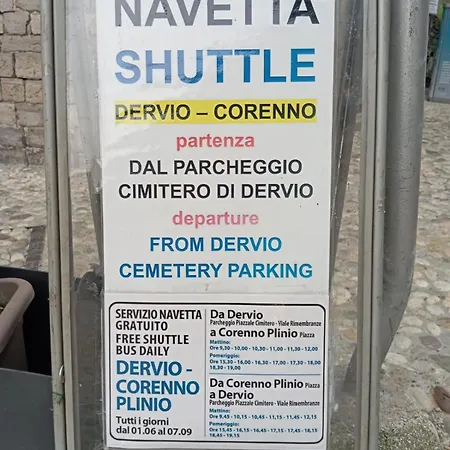 NAVETTA
SHUTTLE
DERVIO – CORENNO
partenza
DAL PARCHEGGIO
CIMITERO DI DERVIO
departure
FROM DERVIO
CEMETERY PARKING
SERVIZIO NAVETTA
GRATUITO
FREE SHUTTLE
BUS DAILY
DERVIO -
CORENNO
PLINIO
Tutti i giorni
dal 01.06 al 07.09
Da Dervio
Parcheggio Piazzale Cimitero - Viale Rimembranze
a Corenno Plinio Piazza
Mattino:
Ore 9,30 - 10,00 - 10,30 - 11,00 - 11,30 - 12,00
Pomeriggio:
Ore 15,30 - 16,00 - 16,30 - 17,00 - 17,30 - 18,00
18,30 - 19,00
Da Corenno Plinio Piazza
a Dervio
Parcheggio Piazzale Cimitero - Viale Rimembranze
Mattino:
Ore 9,45 - 10,15 - 10,45 - 11,15 - 11,45 - 12,15
Pomeriggio:
Ore 15,45 - 16,15 - 16,45 - 17,15 - 17,45 - 18,15
18,45 - 19,15